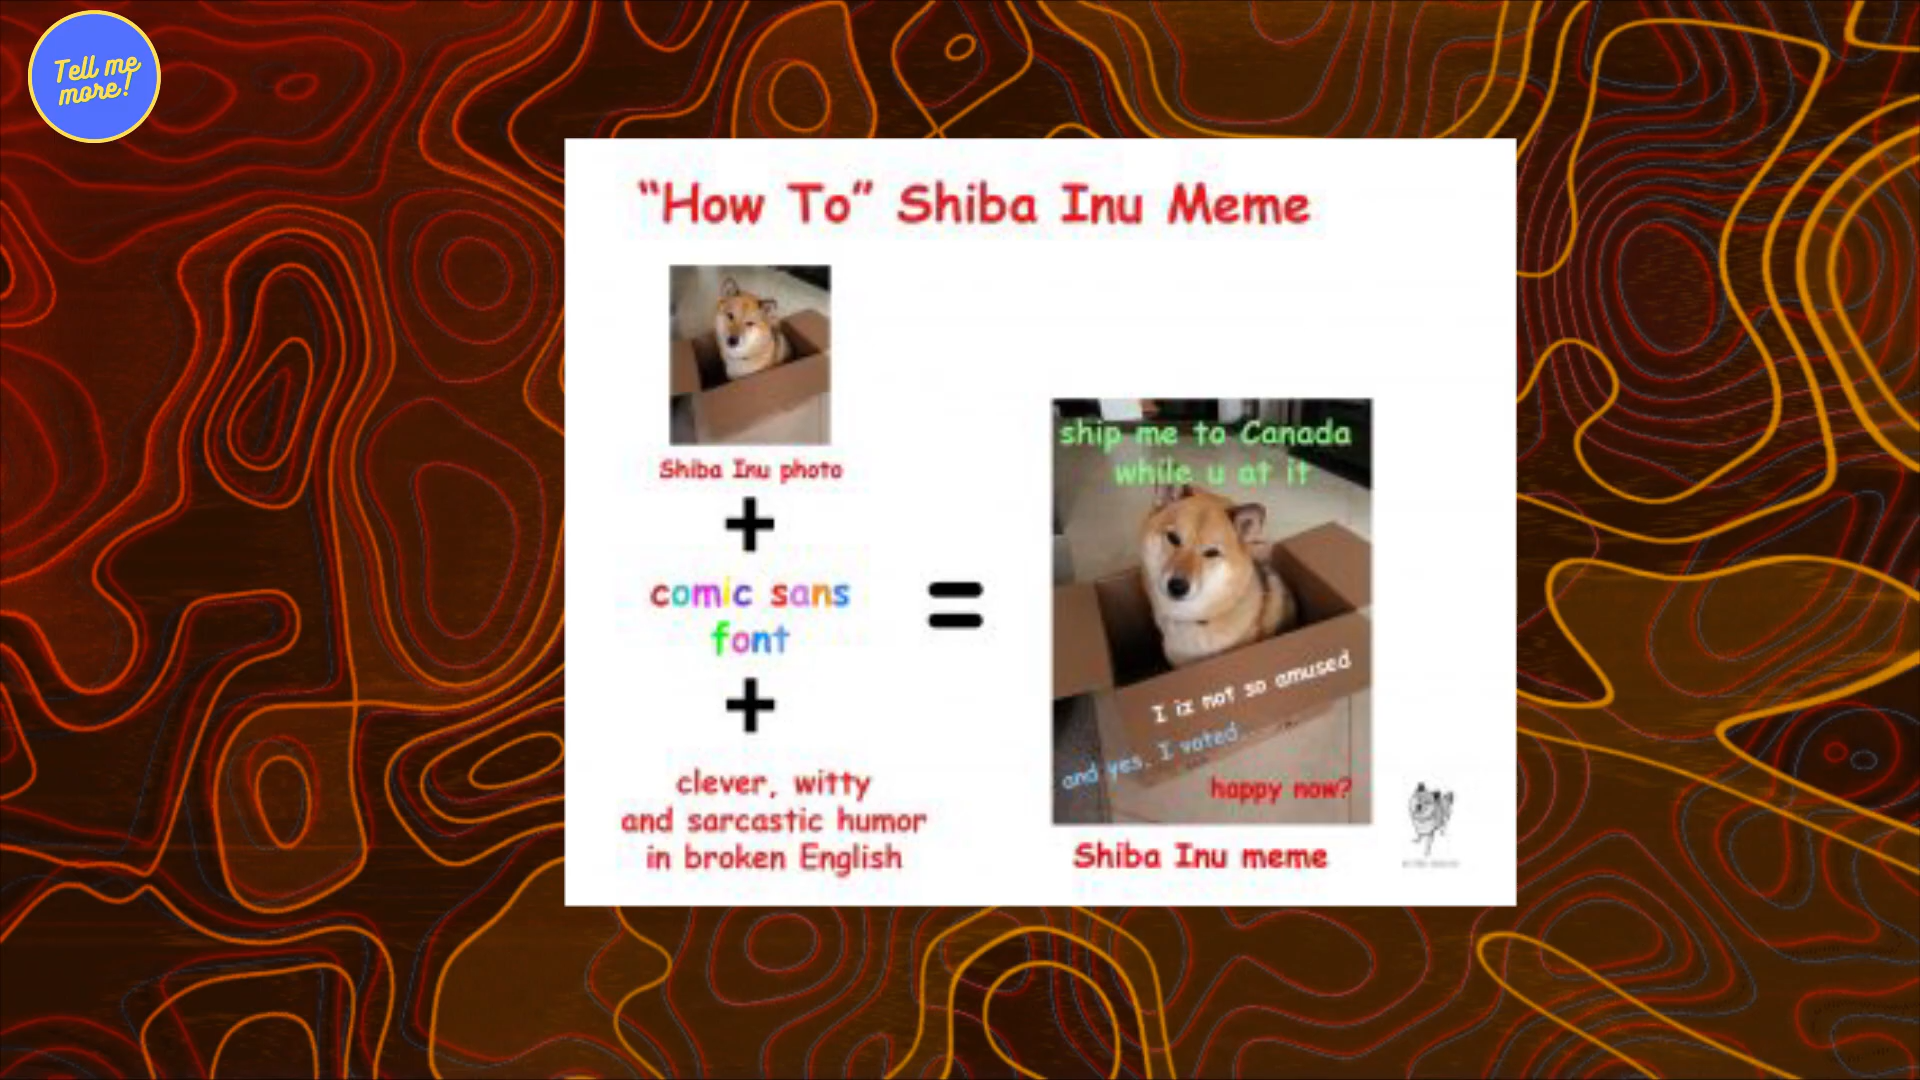 Tell me
more!
“How To” Shiba Inu Meme
Shiba Inu photo
+
comic sans
font
+
clever, witty
and sarcastic humor
in broken English
=
ship me to Canada
while u at it
I iz not so amused
and yes, I voted...
happy now?
Shiba Inu meme